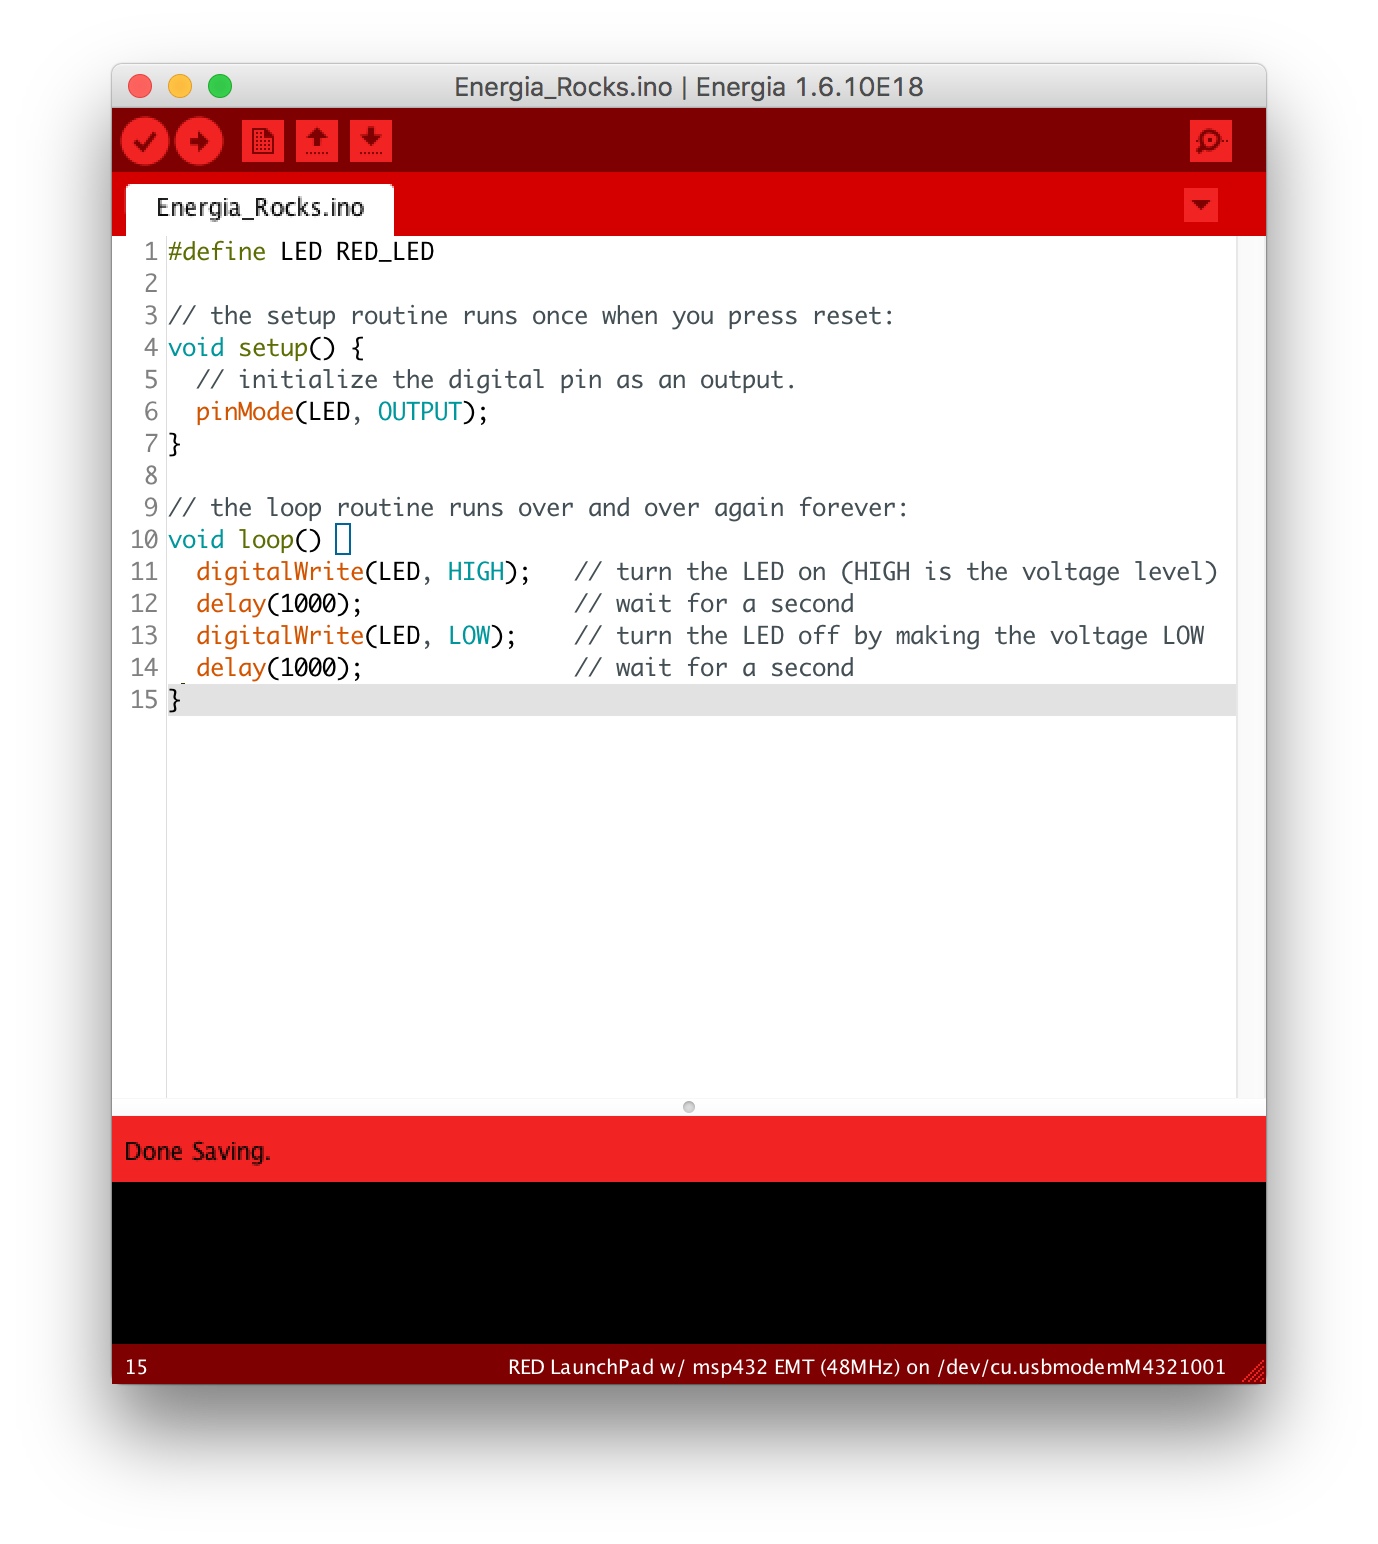 Energia_Rocks.ino | Energia 1.6.10E18
Energia_Rocks.ino
1 #define LED RED_LED
2
3 // the setup routine runs once when you press reset:
4 void setup() {
5   // initialize the digital pin as an output.
6   pinMode(LED, OUTPUT);
7 }
8
9 // the loop routine runs over and over again forever:
10 void loop()
11   digitalWrite(LED, HIGH);   // turn the LED on (HIGH is the voltage level)
12   delay(1000);               // wait for a second
13   digitalWrite(LED, LOW);    // turn the LED off by making the voltage LOW
14   delay(1000);               // wait for a second
15 }
Done Saving.
15 RED LaunchPad w/ msp432 EMT (48MHz) on /dev/cu.usbmodemM4321001